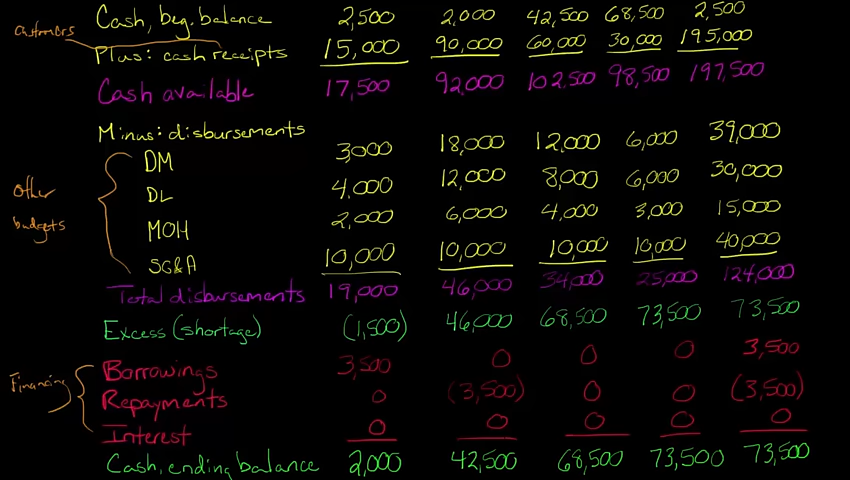 Cash, beg. balance 2,500 2,000 42,500 68,500 2,500
customers
Plus: cash receipts 15,000 90,000 60,000 30,000 195,000
Cash available 17,500 92,000 102,500 98,500 197,500
Minus: disbursements
DM 3,000 18,000 12,000 6,000 39,000
Other budgets
DL 4,000 12,000 8,000 6,000 30,000
MOH 2,000 6,000 4,000 3,000 15,000
SG&A 10,000 10,000 10,000 10,000 40,000
Total disbursements 19,000 46,000 34,000 25,000 124,000
Excess (shortage) (1,500) 46,000 68,500 73,500 73,500
Financing
Borrowings 3,500 0 0 0 3,500
Repayments 0 (3,500) 0 0 (3,500)
Interest 0 0 0 0 0
Cash, ending balance 2,000 42,500 68,500 73,500 73,500